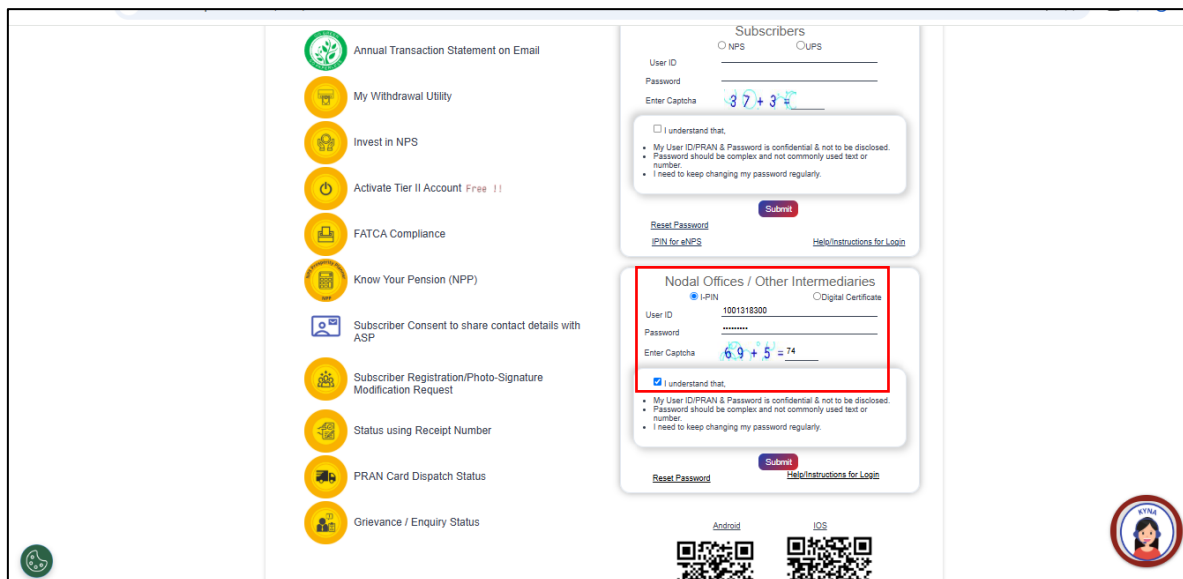 Annual Transaction Statement on Email
My Withdrawal Utility
Invest in NPS
Activate Tier II Account Free !!
FATCA Compliance
Know Your Pension (NPP)
Subscriber Consent to share contact details with
ASP
Subscriber Registration/Photo-Signature
Modification Request
Status using Receipt Number
PRAN Card Dispatch Status
Grievance / Enquiry Status
Subscribers
NPS UPS
User ID
Password
Enter Captcha 3 7 + 3 =
I understand that,
• My User ID/PRAN & Password is confidential & not to be disclosed.
• Password should be complex and not commonly used text or
number.
• I need to keep changing my password regularly.
Submit
Reset Password
IPIN for eNPS Help/Instructions for Login
Nodal Offices / Other Intermediaries
I-PIN Digital Certificate
User ID 1001318300
Password •••••••••
Enter Captcha 6 9 + 5 = 74
I understand that,
• My User ID/PRAN & Password is confidential & not to be disclosed.
• Password should be complex and not commonly used text or
number.
• I need to keep changing my password regularly.
Submit
Reset Password Help/Instructions for Login
Android IOS
KYNA